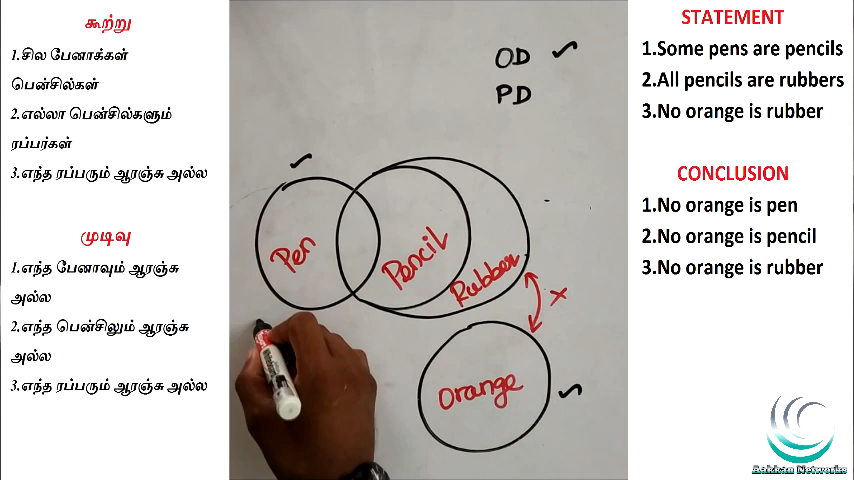 கூற்று
1.சில பேனாக்கள்
பென்சில்கள்
2.எல்லா பென்சில்களும்
ரப்பர்கள்
3.எந்த ரப்பரும் ஆரஞ்சு அல்ல
முடிவு
1.எந்த பேனாவும் ஆரஞ்சு
அல்ல
2.எந்த பென்சிலும் ஆரஞ்சு
அல்ல
3.எந்த ரப்பரும் ஆரஞ்சு அல்ல
OD
PD
Pen
Pencil
Rubber
Orange
STATEMENT
1.Some pens are pencils
2.All pencils are rubbers
3.No orange is rubber
CONCLUSION
1.No orange is pen
2.No orange is pencil
3.No orange is rubber
Aakkan Networks